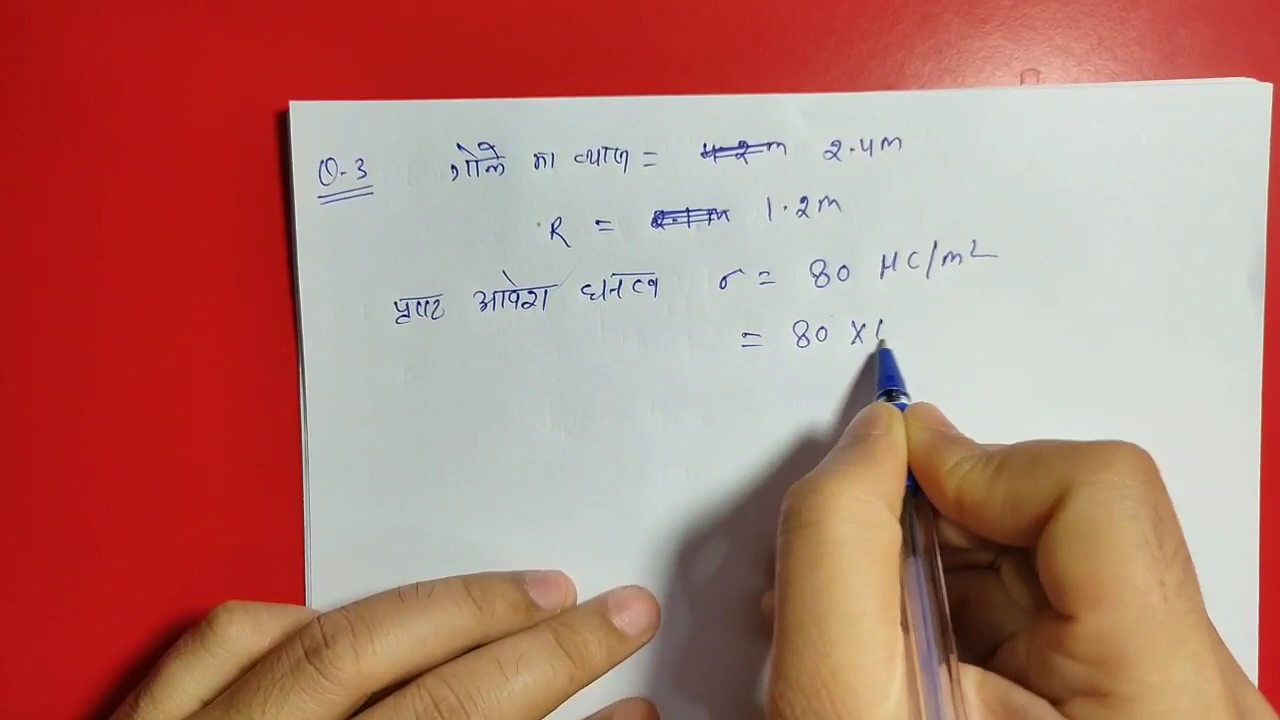 Q-3 गोले का व्यास = 2.4m
R = 1.2m
पृष्ट आवेश घनत्व σ = 80 μC/m²
= 80 ×